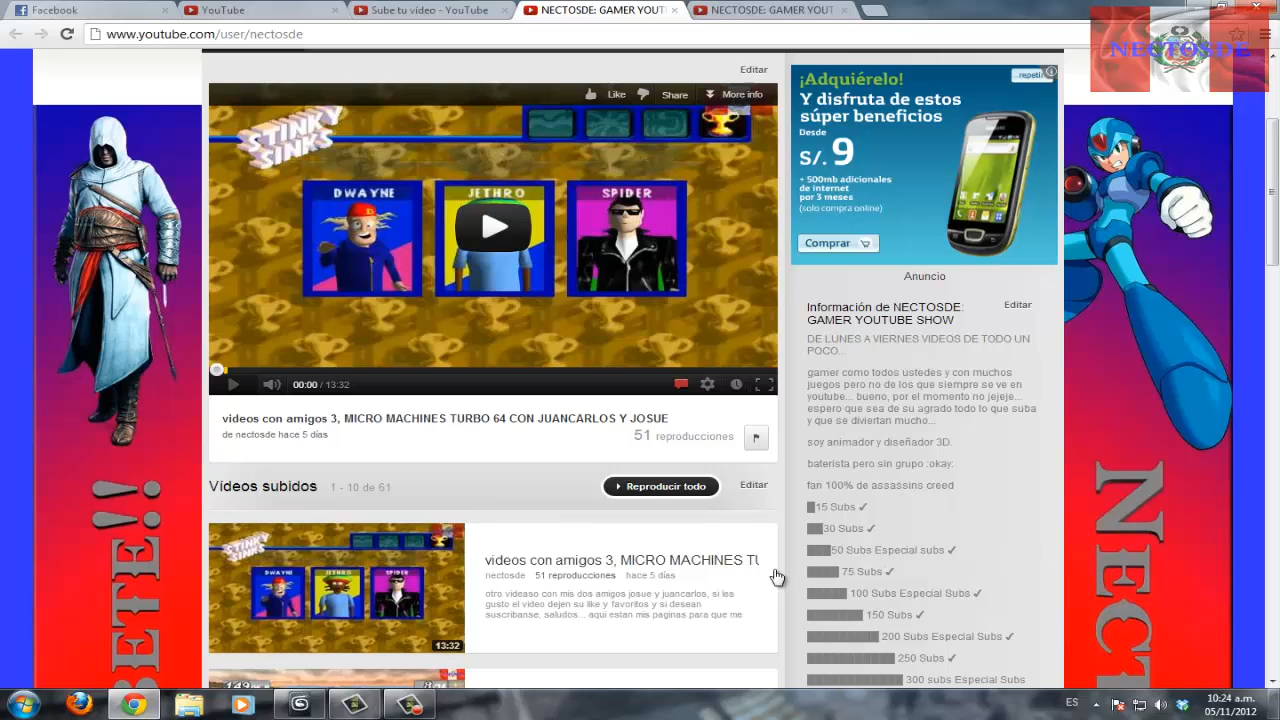 Facebook
YouTube
Sube tu video - YouTube
NECTOSDE: GAMER YOUT
NECTOSDE: GAMER YOUT
www.youtube.com/user/nectosde
NECTOSDE
Editar
Like
Share
More info
STINKY
SINKS
DWAYNE
JETHRO
SPIDER
00:00 / 13:32
videos con amigos 3, MICRO MACHINES TURBO 64 CON JUANCARLOS Y JOSUE
de nectosde hace 5 días
51 reproducciones
Vídeos subidos 1 - 10 de 61
Reproducir todo
Editar
STINKY
SINKS
DWAYNE
JETHRO
SPIDER
13:32
videos con amigos 3, MICRO MACHINES TU
nectosde 51 reproducciones hace 5 días
otro videaso con mis dos amigos josue y juancarlos, si les
gusto el video dejen su like y favoritos y si desean
suscribanse, saludos... aqui estan mis paginas para que me
¡Adquiérelo!
Y disfruta de estos
súper beneficios
Desde
S/. 9
+ 500mb adicionales
de internet
por 3 meses
(solo compra online)
Comprar
Anuncio
Información de NECTOSDE:
GAMER YOUTUBE SHOW
Editar
DE LUNES A VIERNES VIDEOS DE TODO UN
POCO...
gamer como todos ustedes y con muchos
juegos pero no de los que siempre se ve en
youtube... bueno, por el momento no jejeje...
espero que sea de su agrado todo lo que suba
y que se diviertan mucho...
soy animador y diseñador 3D.
baterista pero sin grupo :okay:
fan 100% de assassins creed
█15 Subs ✓
██30 Subs ✓
███50 Subs Especial subs ✓
████ 75 Subs ✓
█████ 100 Subs Especial Subs ✓
███████ 150 Subs ✓
█████████ 200 Subs Especial Subs ✓
███████████ 250 Subs ✓
████████████ 300 subs Especial Subs
BETE!!
NECT
ES
10:24 a.m.
05/11/2012